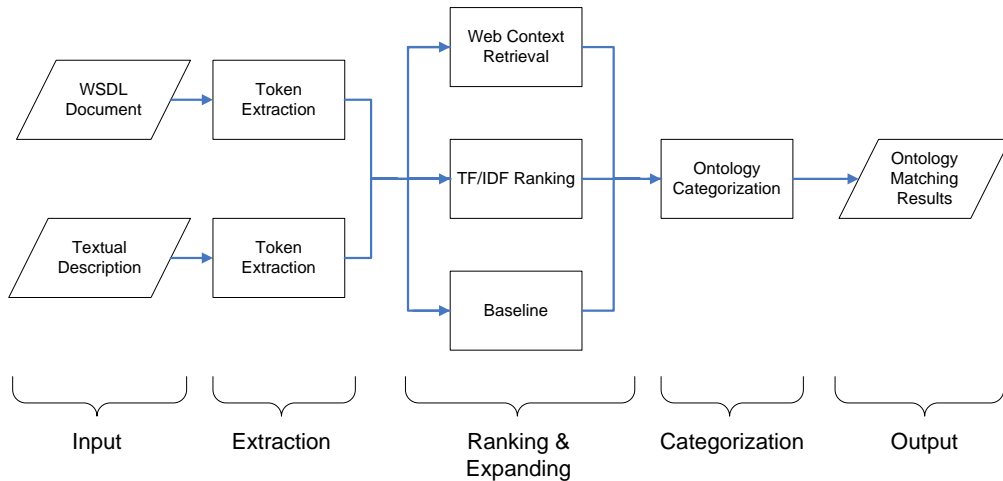 Web Context
Retrieval
WSDL
Document
Token
Extraction
TF/IDF Ranking
Ontology
Categorization
Ontology
Matching
Results
Textual
Description
Token
Extraction
Baseline
Input
Extraction
Ranking &
Expanding
Categorization
Output